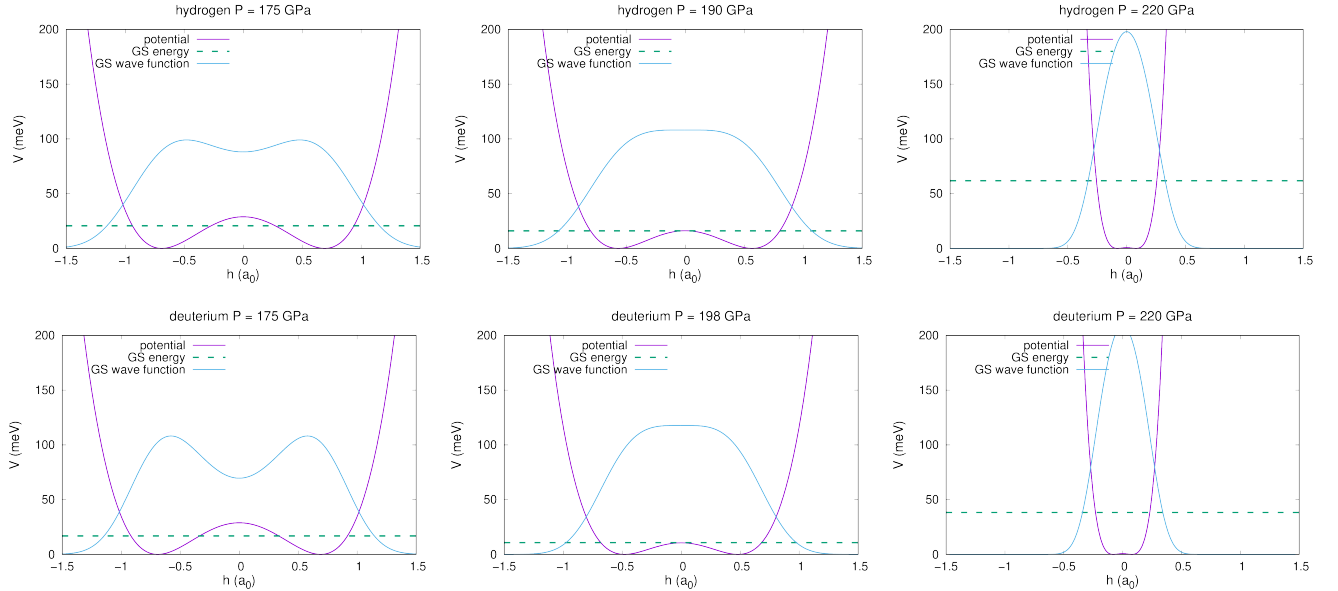 hydrogen P = 175 GPa
potential
GS energy
GS wave function
V (meV)
200
150
100
50
0
−1.5
−1
−0.5
0
0.5
1
1.5
h (a0)
hydrogen P = 190 GPa
potential
GS energy
GS wave function
V (meV)
200
150
100
50
0
−1.5
−1
−0.5
0
0.5
1
1.5
h (a0)
hydrogen P = 220 GPa
potential
GS energy
GS wave function
V (meV)
200
150
100
50
0
−1.5
−1
−0.5
0
0.5
1
1.5
h (a0)
deuterium P = 175 GPa
potential
GS energy
GS wave function
V (meV)
200
150
100
50
0
−1.5
−1
−0.5
0
0.5
1
1.5
h (a0)
deuterium P = 198 GPa
potential
GS energy
GS wave function
V (meV)
200
150
100
50
0
−1.5
−1
−0.5
0
0.5
1
1.5
h (a0)
deuterium P = 220 GPa
potential
GS energy
GS wave function
V (meV)
200
150
100
50
0
−1.5
−1
−0.5
0
0.5
1
1.5
h (a0)